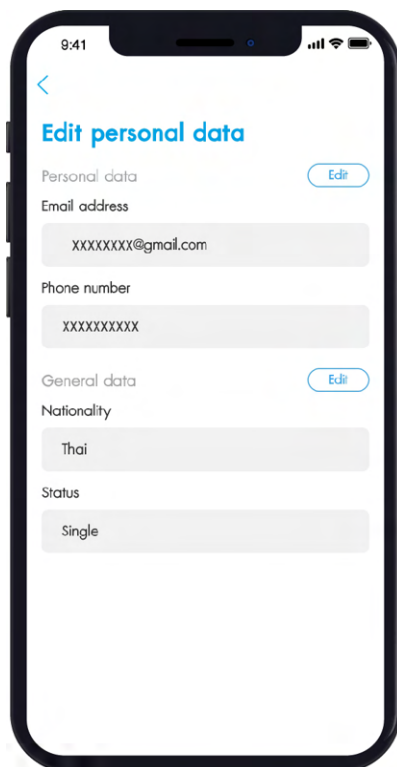 9:41
Edit personal data
Personal data Edit
Email address
XXXXXXXX@gmail.com
Phone number
XXXXXXXXXX
General data Edit
Nationality
Thai
Status
Single